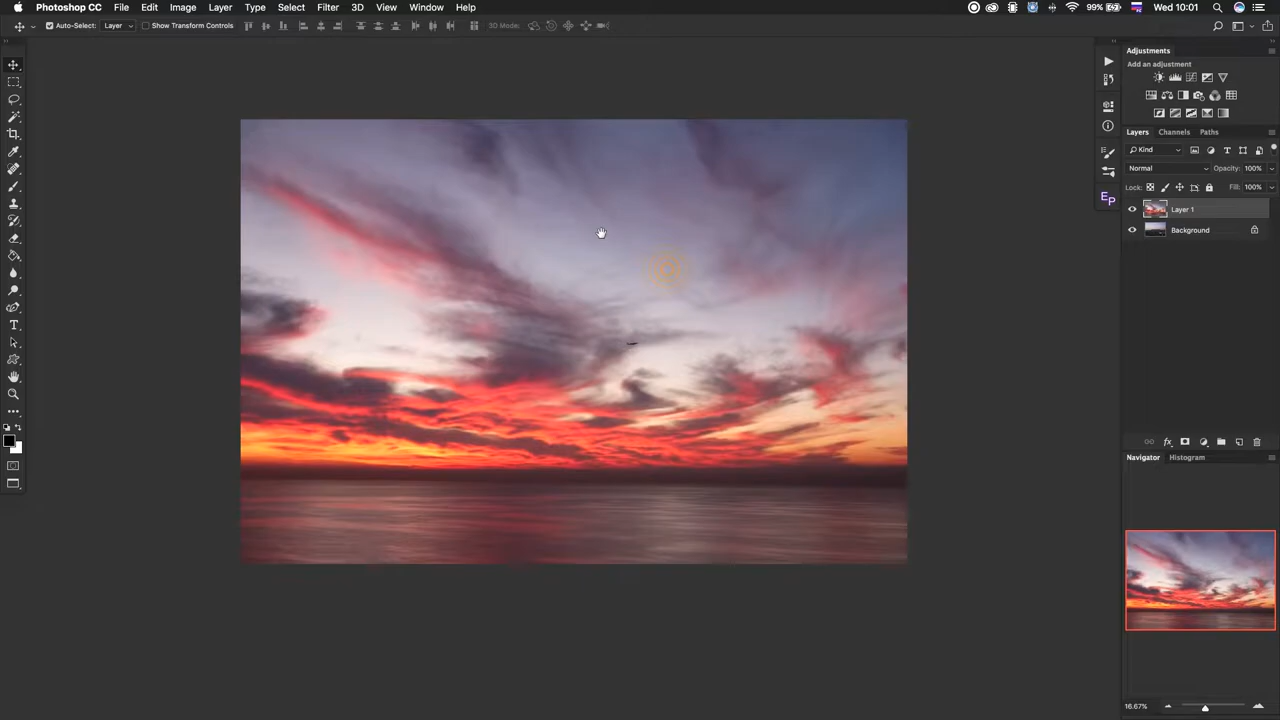 Photoshop CC File Edit Image Layer Type Select Filter 3D View Window Help 99% Wed 10:01
Auto-Select: Layer Show Transform Controls 3D Mode:
Adjustments
Add an adjustment
Layers Channels Paths
Kind
Normal Opacity: 100%
Lock: Fill: 100%
Ep
Layer 1
Background
fx
Navigator Histogram
16.67%